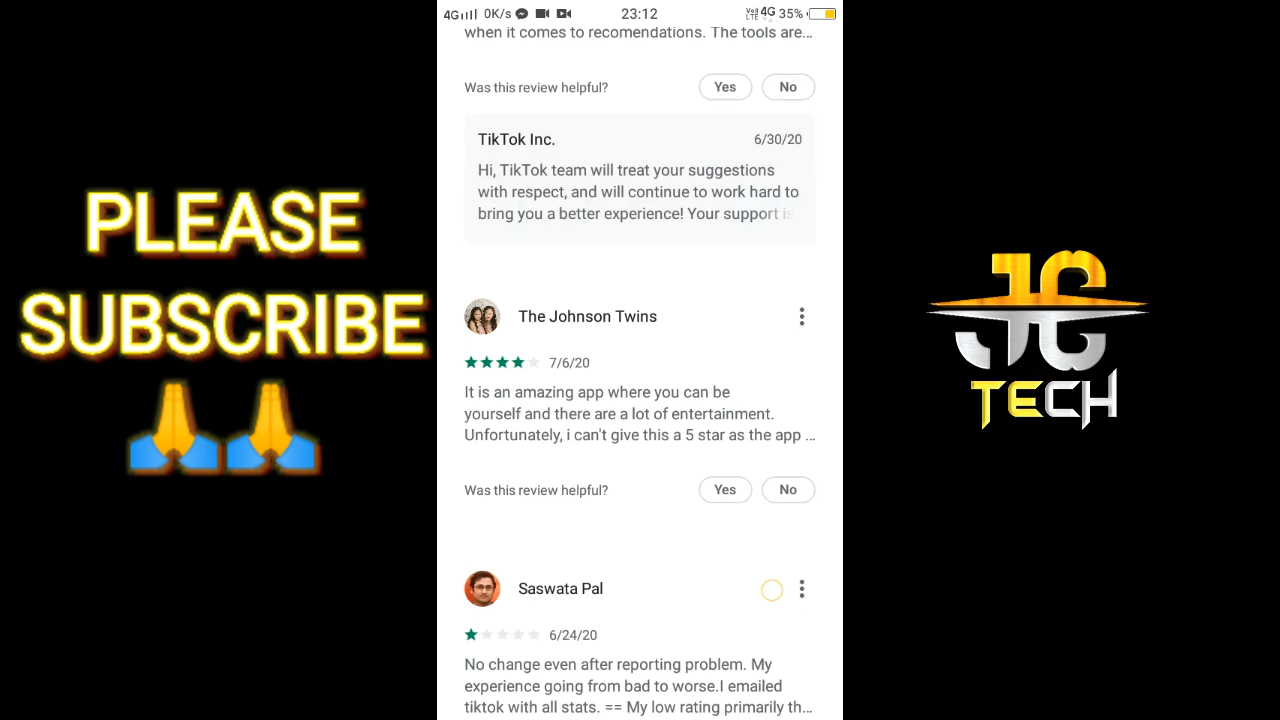 4G 0K/s 23:12 VoD LTE 4G 35%
when it comes to recomendations. The tools are...
Was this review helpful? Yes No
TikTok Inc. 6/30/20
Hi, TikTok team will treat your suggestions
with respect, and will continue to work hard to
bring you a better experience! Your support is
The Johnson Twins
7/6/20
It is an amazing app where you can be
yourself and there are a lot of entertainment.
Unfortunately, i can't give this a 5 star as the app ...
Was this review helpful? Yes No
Saswata Pal
6/24/20
No change even after reporting problem. My
experience going from bad to worse.I emailed
tiktok with all stats. == My low rating primarily th...
PLEASE
SUBSCRIBE
JC
TECH